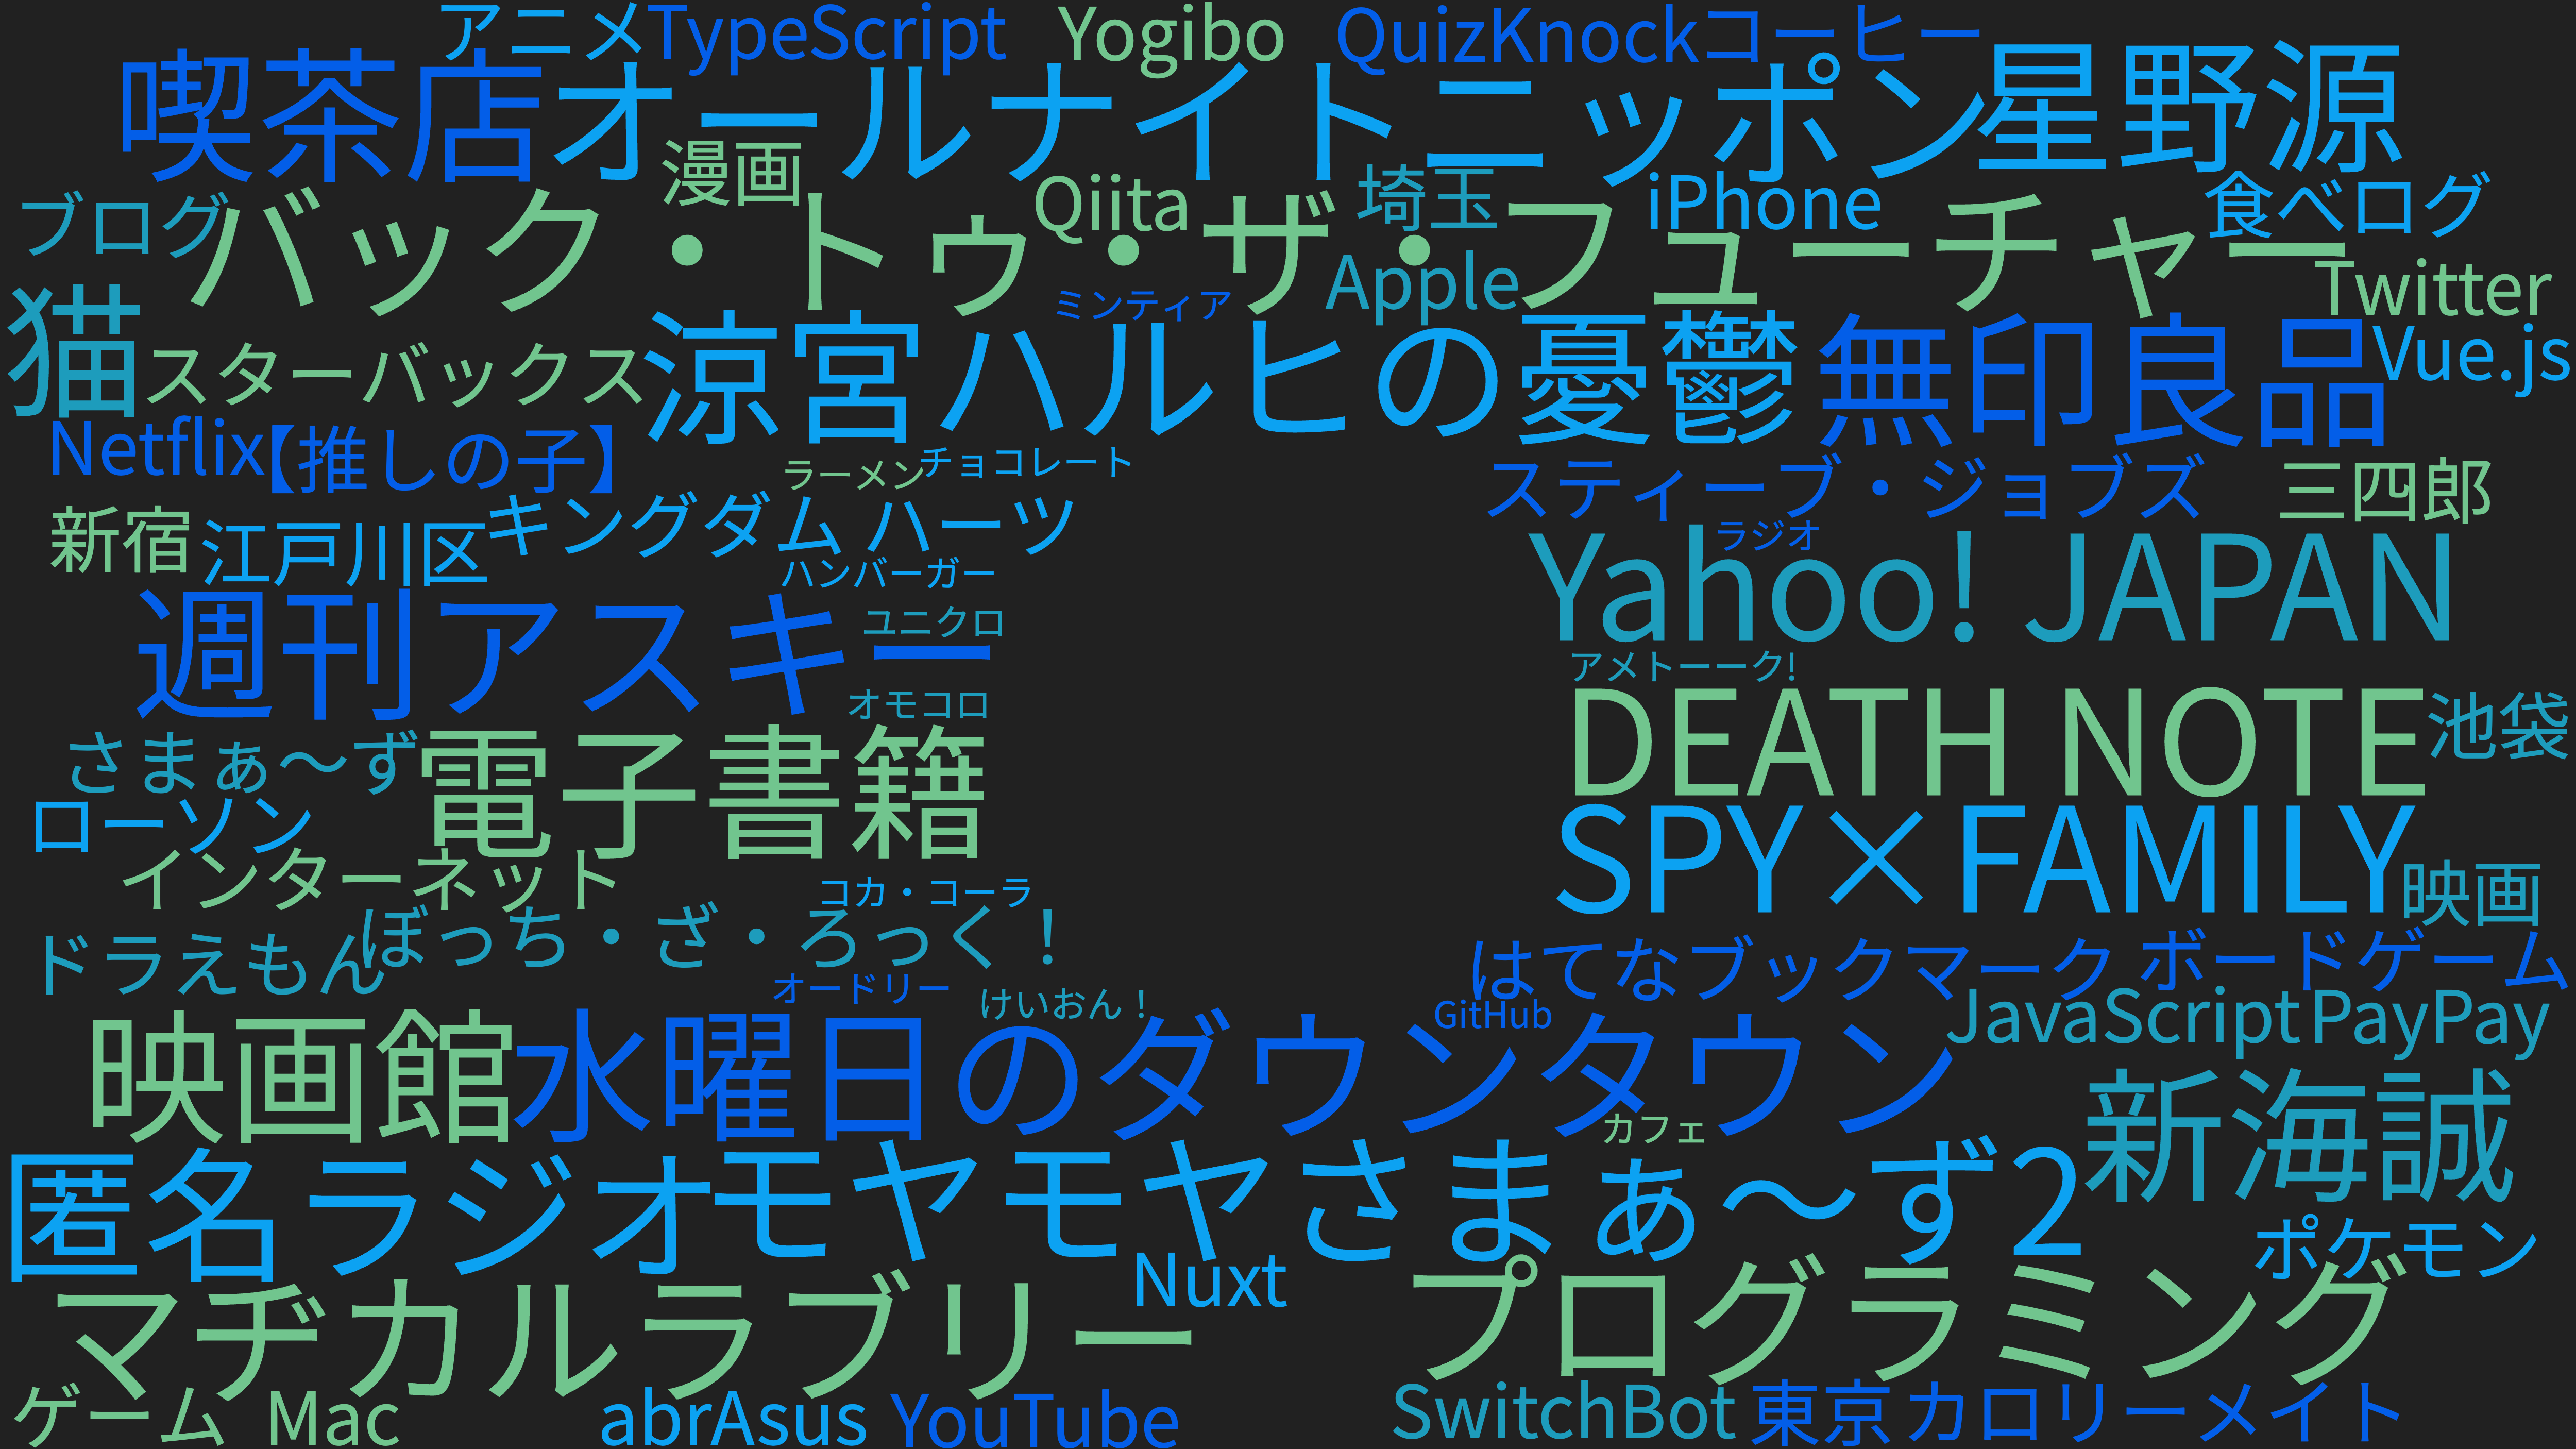 アニメ TypeScript Yogibo QuizKnock コーヒー
喫茶店 オールナイトニッポン 星野源
漫画 Qiita 埼玉 iPhone 食べログ
ブログ バック・トゥ・ザ・フューチャー
Apple Twitter
ミンティア
猫 スターバックス 涼宮ハルヒの憂鬱 無印良品 Vue.js
Netflix 【推しの子】 ラーメン チョコレート スティーブ・ジョブズ 三四郎
新宿 江戸川区 キングダム ハーツ ラジオ
ハンバーガー Yahoo! JAPAN
週刊アスキー ユニクロ
アメトーーク!
オモコロ DEATH NOTE 池袋
さまぁ〜ず 電子書籍
ローソン SPY×FAMILY
インターネット コカ・コーラ 映画
ドラえもん ぼっち・ざ・ろっく! はてなブックマーク ボードゲーム
オードリー けいおん! GitHub JavaScript PayPay
映画館 水曜日のダウンタウン
カフェ 新海誠
匿名ラジオ モヤモヤさまぁ〜ず2
Nuxt ポケモン
マヂカルラブリー プログラミング
ゲーム Mac abrAsus YouTube SwitchBot 東京 カロリーメイト